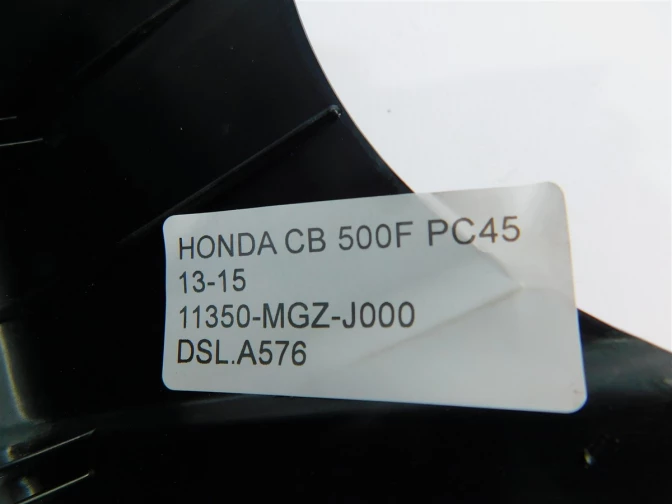 HONDA CB 500F PC45
13-15
11350-MGZ-J000
DSL.A576